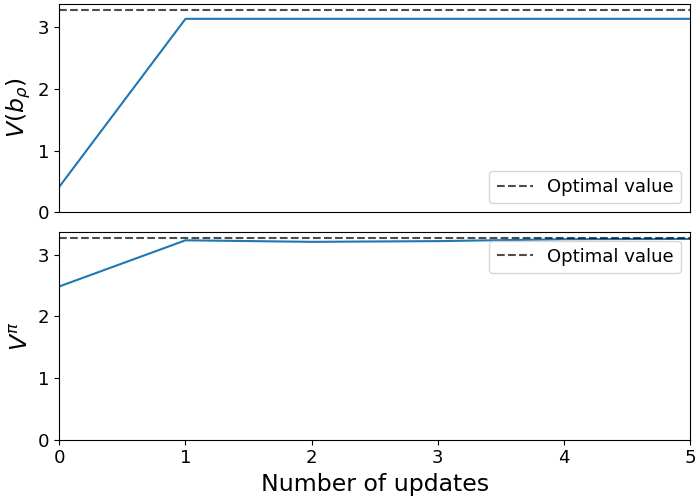 3
2
1
0
V(b_ρ)
Optimal value
3
2
1
0
V^π
Optimal value
0 1 2 3 4 5
Number of updates